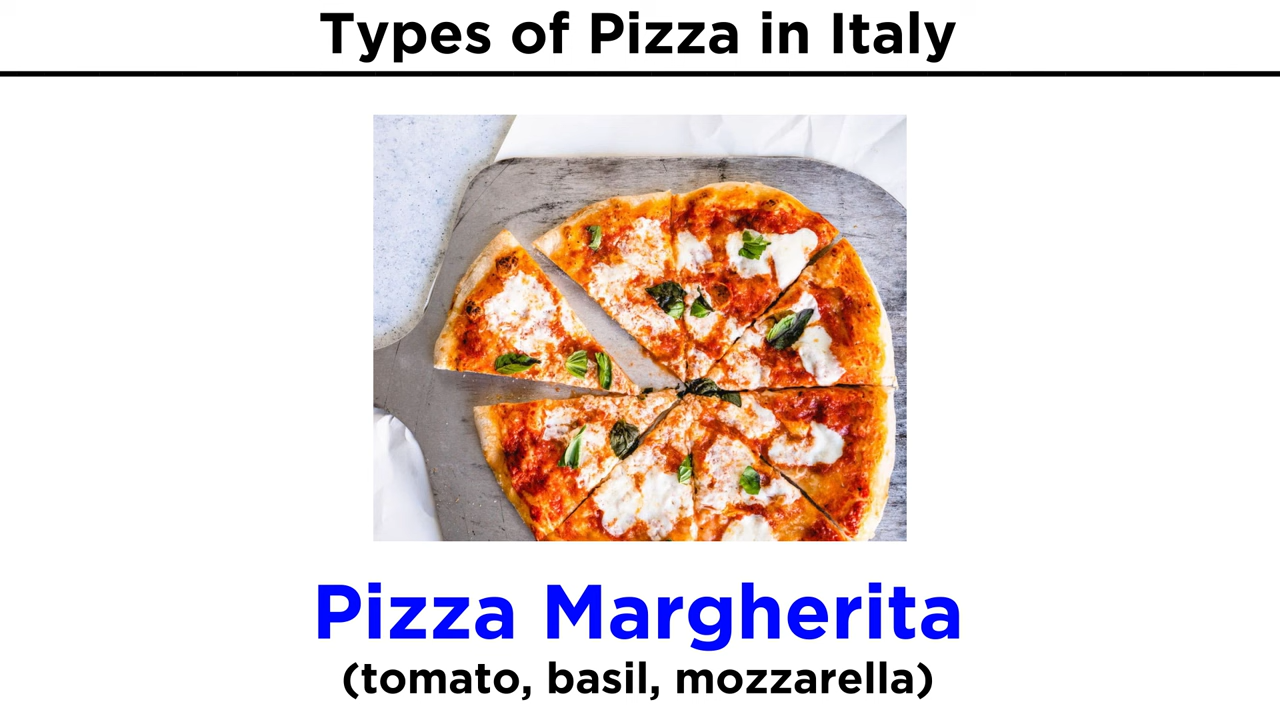 Types of Pizza in Italy
Pizza Margherita
(tomato, basil, mozzarella)